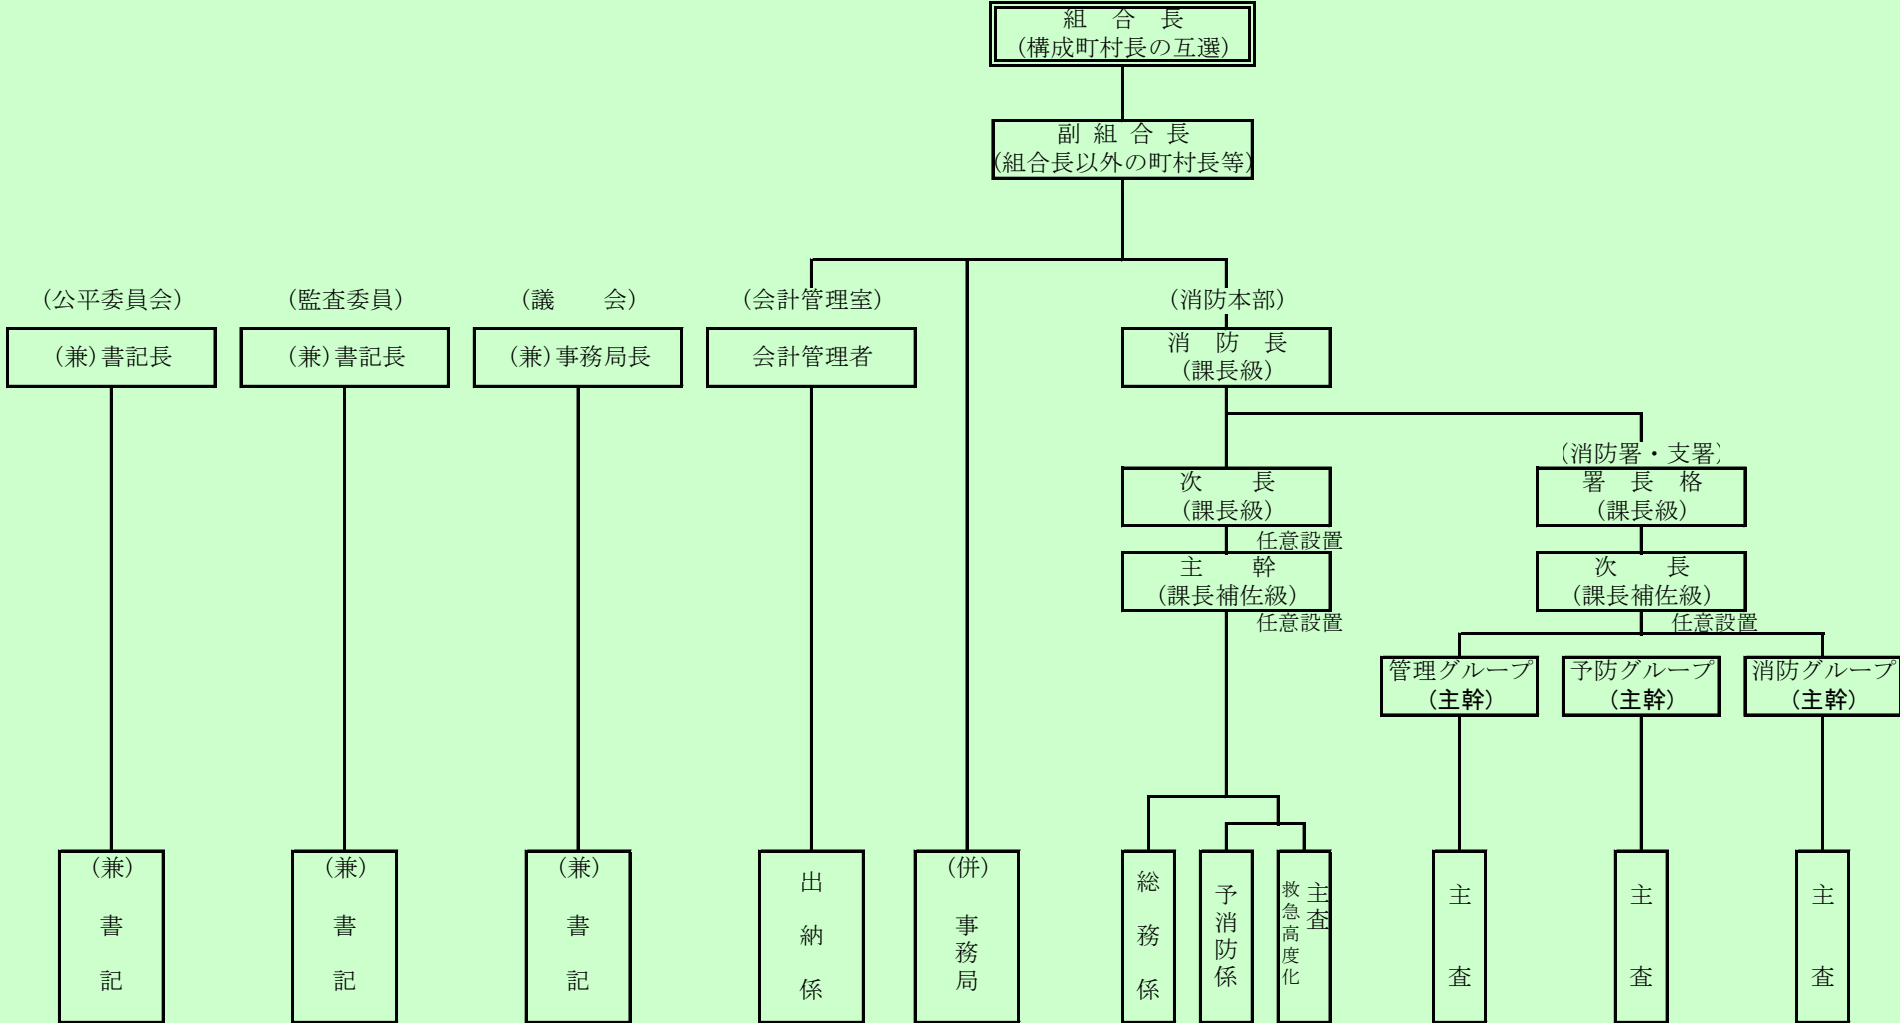 組　合　長
（構成町村長の互選）
副 組 合 長
（組合長以外の町村長等）
（公平委員会）
（監査委員）
（議　　会）
（会計管理室）
（消防本部）
（兼）書記長
（兼）書記長
（兼）事務局長
会計管理者
消　防　長
（課長級）
（消防署・支署）
次　　長
（課長級）
任意設置
署　長　格
（課長級）
主　　幹
（課長補佐級）
任意設置
次　　長
（課長補佐級）
任意設置
管理グループ
（主幹）
予防グループ
（主幹）
消防グループ
（主幹）
（兼）
書記
（兼）
書記
（兼）
書記
出納係
（併）
事務局
総務係
予消防係
主査
救急高度化
主査
主査
主査